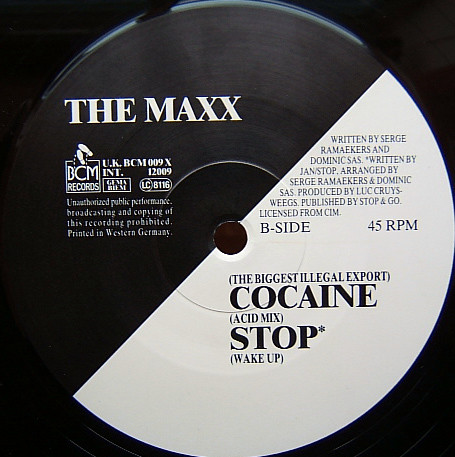 THE MAXX
BCM
RECORDS
U.K. BCM 009 X
INT. 12009
GEMA
BIEM
LC 8116
Unauthorized public performance,
broadcasting and copying of
this recording prohibited.
Printed in Western Germany.
WRITTEN BY SERGE
RAMAEKERS AND
DOMINIC SAS. *WRITTEN BY
JAN/STOP, ARRANGED BY
SERGE RAMAEKERS & DOMINIC
SAS. PRODUCED BY LUC CRUYS-
WEEGS. PUBLISHED BY STOP & GO.
LICENSED FROM CIM.
B-SIDE 45 RPM
(THE BIGGEST ILLEGAL EXPORT)
COCAINE
(ACID MIX)
STOP*
(WAKE UP)